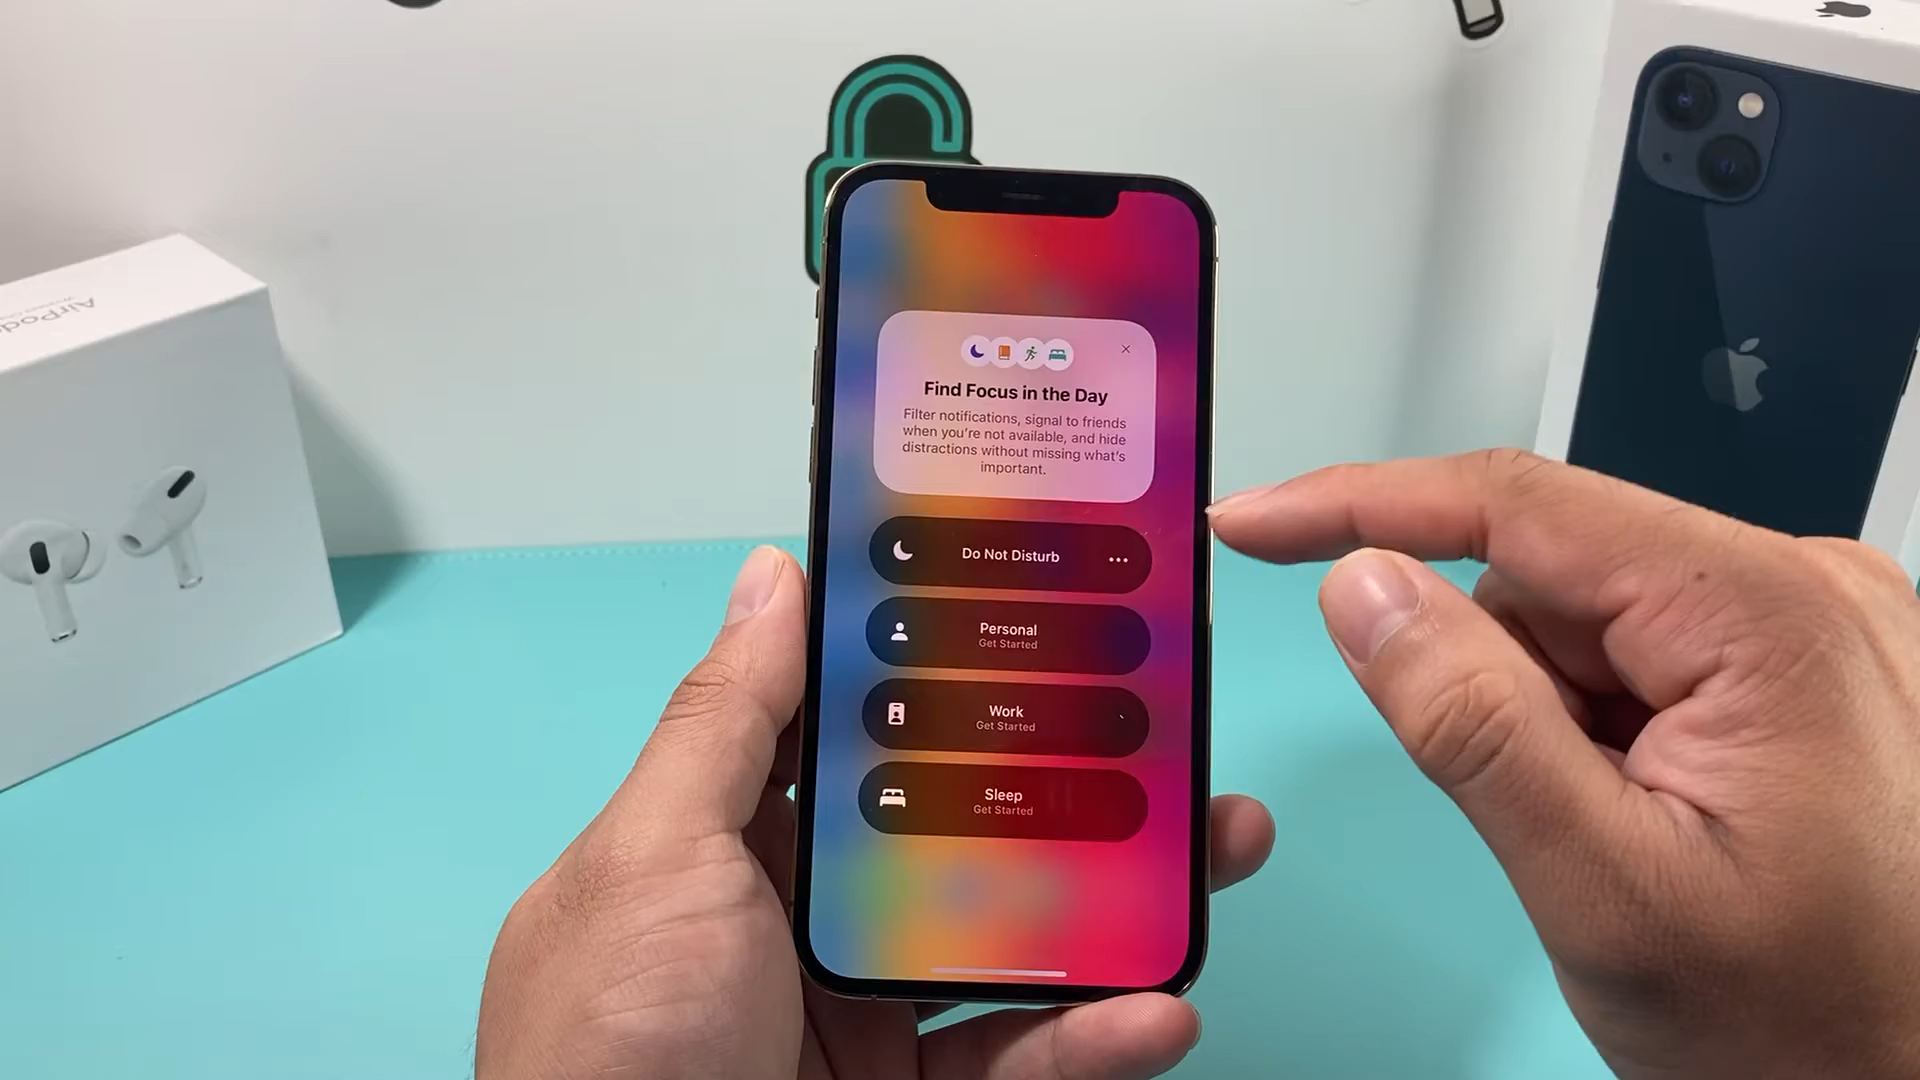 AirPods
Find Focus in the Day
Filter notifications, signal to friends
when you're not available, and hide
distractions without missing what's
important.
Do Not Disturb
Personal
Get Started
Work
Get Started
Sleep
Get Started